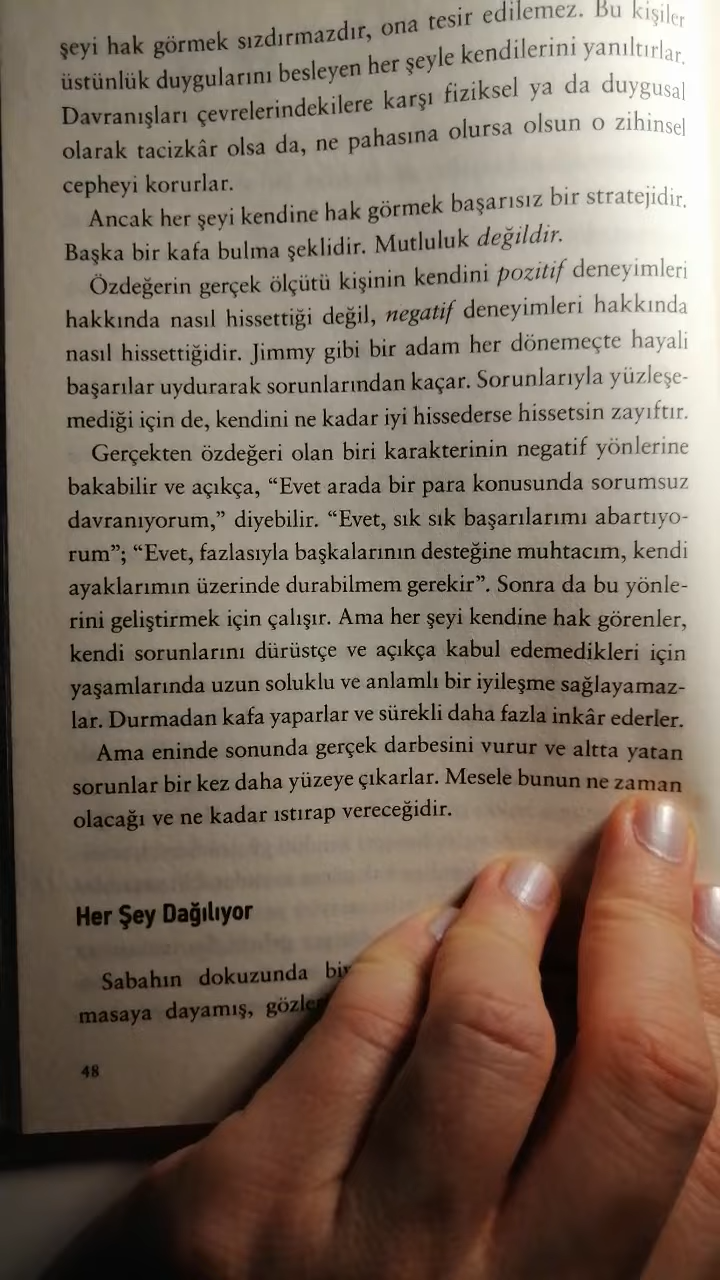 şeyi hak görmek sızdırmazdır, ona tesir edilemez. Bu kişiler
üstünlük duygularını besleyen her şeyle kendilerini yanıltırlar.
Davranışları çevrelerindekilere karşı fiziksel ya da duygusal
olarak tacizkâr olsa da, ne pahasına olursa olsun o zihinsel
cepheyi korurlar.
Ancak her şeyi kendine hak görmek başarısız bir stratejidir.
Başka bir kafa bulma şeklidir. Mutluluk değildir.
Özdeğerin gerçek ölçütü kişinin kendini pozitif deneyimleri
hakkında nasıl hissettiği değil, negatif deneyimleri hakkında
nasıl hissettiğidir. Jimmy gibi bir adam her dönemeçte hayali
başarılar uydurarak sorunlarından kaçar. Sorunlarıyla yüzleşe-
mediği için de, kendini ne kadar iyi hissederse hissetsin zayıftır.
Gerçekten özdeğeri olan biri karakterinin negatif yönlerine
bakabilir ve açıkça, “Evet arada bir para konusunda sorumsuz
davranıyorum,” diyebilir. “Evet, sık sık başarılarımı abartıyo-
rum”; “Evet, fazlasıyla başkalarının desteğine muhtacım, kendi
ayaklarımın üzerinde durabilmem gerekir”. Sonra da bu yönle-
rini geliştirmek için çalışır. Ama her şeyi kendine hak görenler,
kendi sorunlarını dürüstçe ve açıkça kabul edemedikleri için
yaşamlarında uzun soluklu ve anlamlı bir iyileşme sağlayamaz-
lar. Durmadan kafa yaparlar ve sürekli daha fazla inkâr ederler.
Ama eninde sonunda gerçek darbesini vurur ve altta yatan
sorunlar bir kez daha yüzeye çıkarlar. Mesele bunun ne zaman
olacağı ve ne kadar ıstırap vereceğidir.
Her Şey Dağılıyor
Sabahın dokuzunda
masaya dayamış,
48